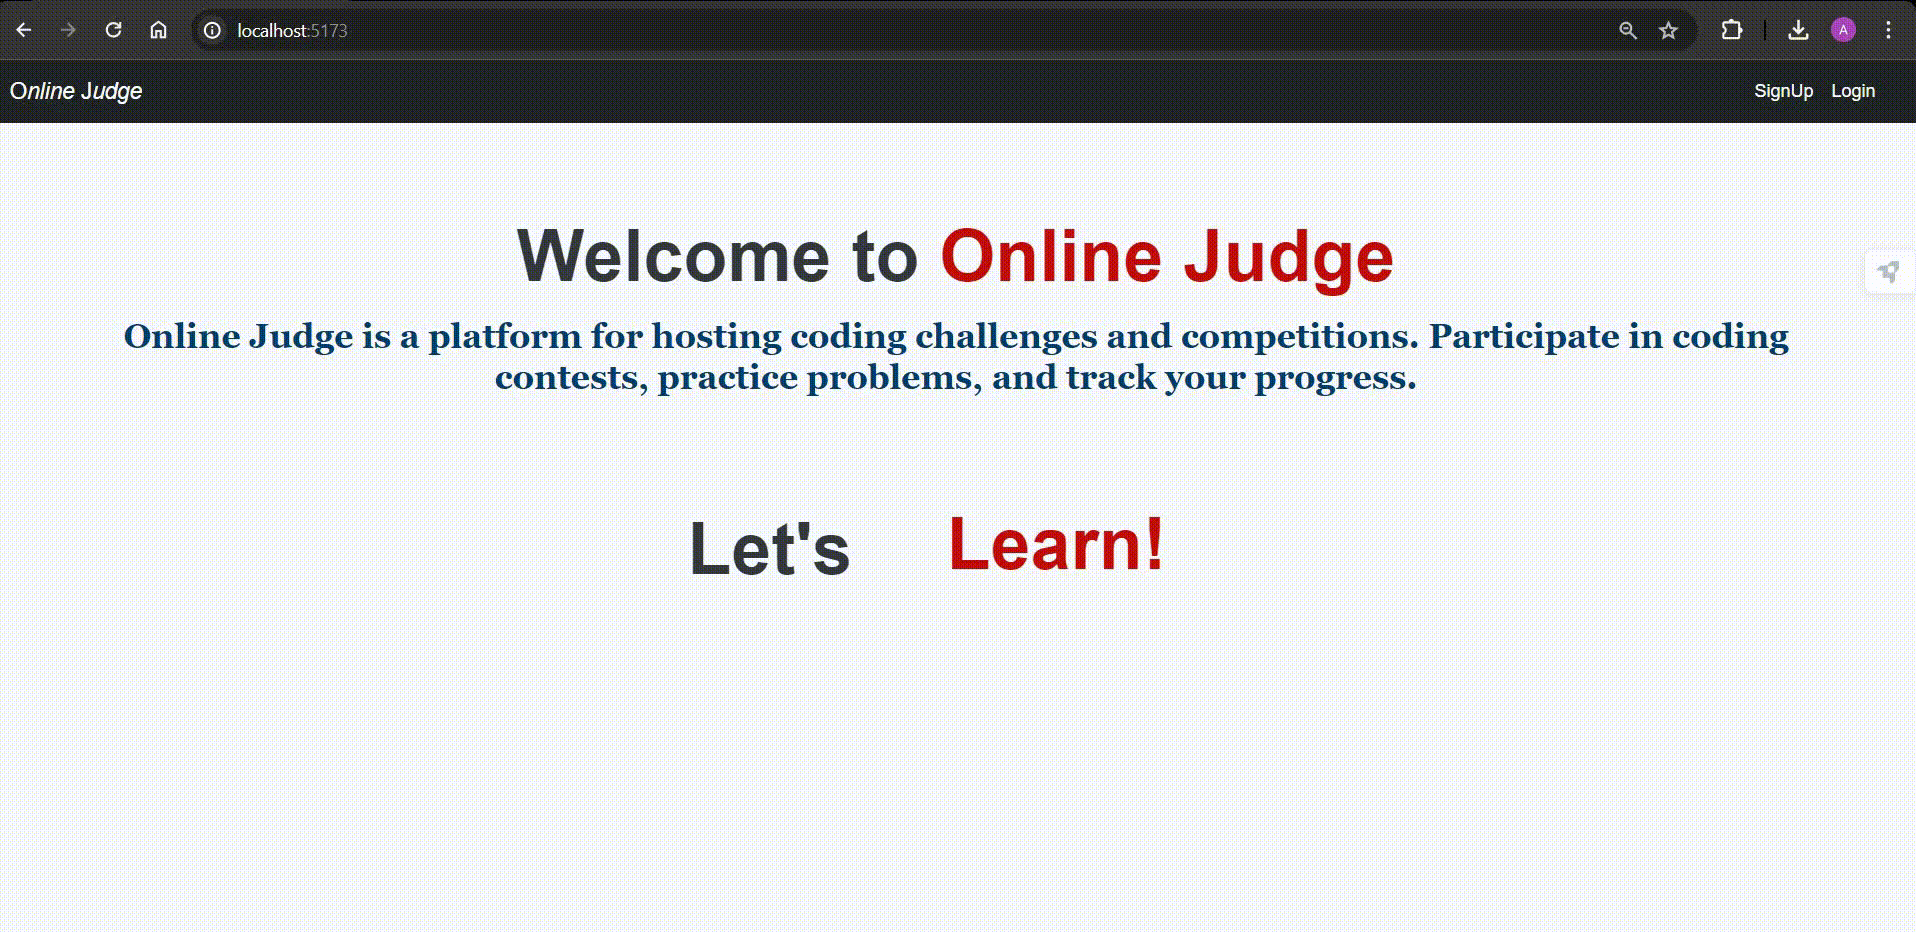 localhost:5173
A
Online Judge
SignUp Login
Welcome to Online Judge
Online Judge is a platform for hosting coding challenges and competitions. Participate in coding
contests, practice problems, and track your progress.
Let's Learn!